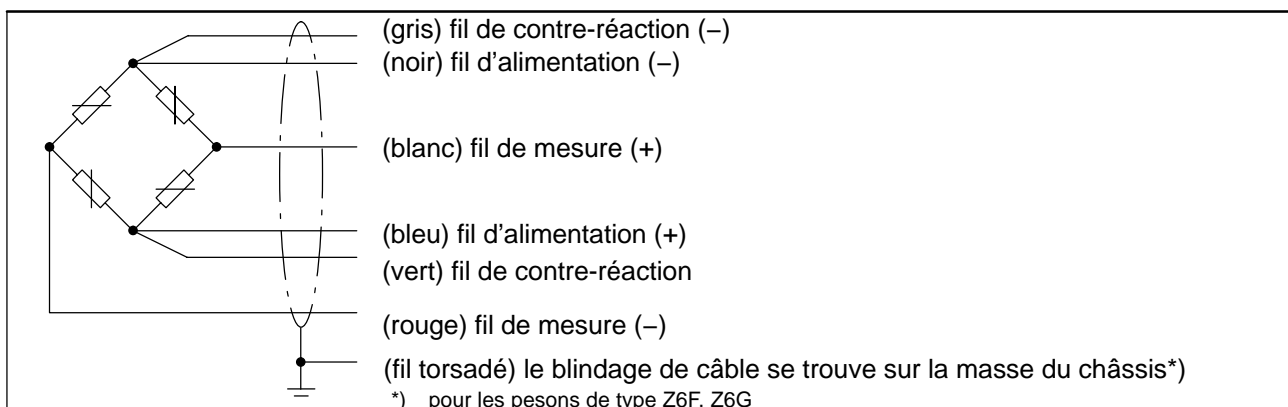 (gris) fil de contre-réaction (−)
(noir) fil d'alimentation (−)
(blanc) fil de mesure (+)
(bleu) fil d'alimentation (+)
(vert) fil de contre-réaction
(rouge) fil de mesure (−)
(fil torsadé) le blindage de câble se trouve sur la masse du châssis*)
*) pour les pesons de type Z6F, Z6G